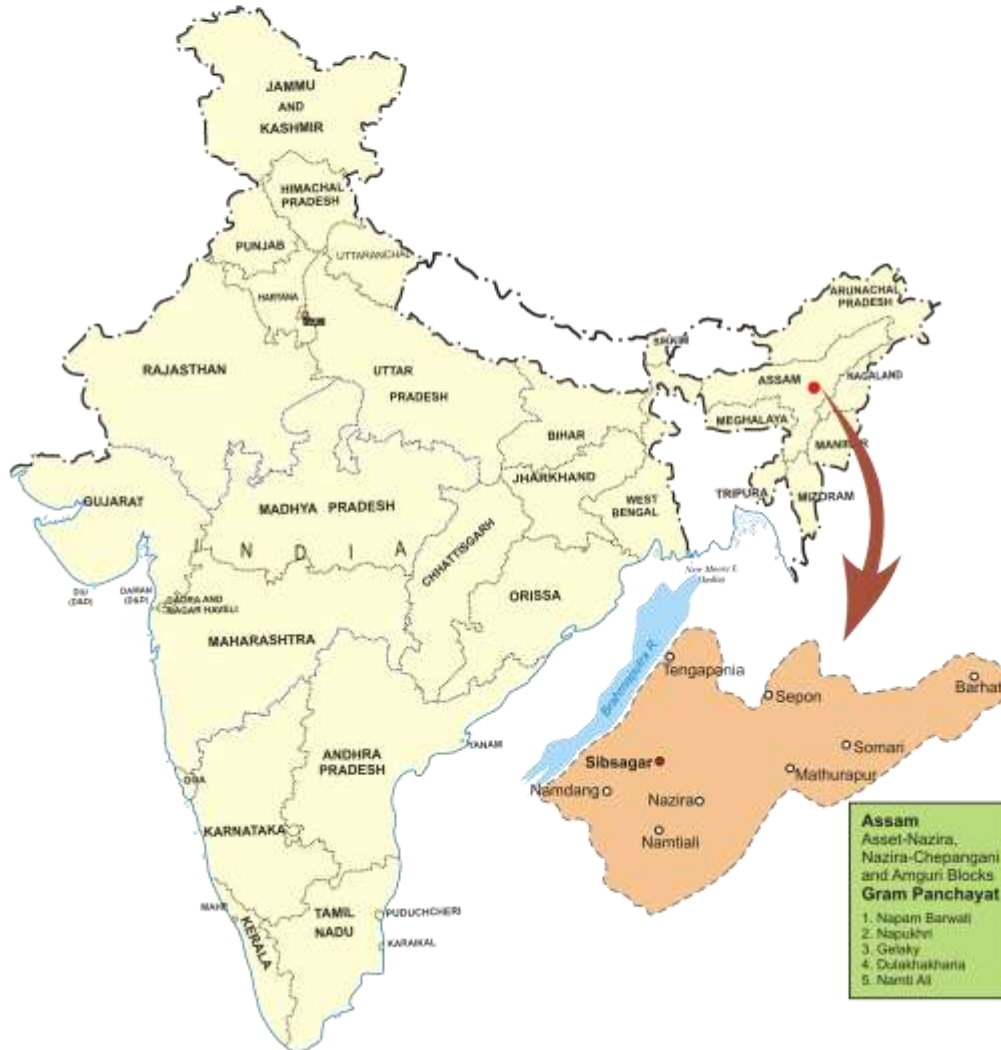 JAMMU
AND
KASHMIR
HIMACHAL
PRADESH
PUNJAB
UTTARANCHAL
HARYANA
ARUNACHAL
PRADESH
SIKKIM
RAJASTHAN
UTTAR
PRADESH
ASSAM
NAGALAND
MEGHALAYA
MANIPUR
BIHAR
JHARKHAND
GUJARAT
MADHYA PRADESH
WEST
BENGAL
TRIPURA
MIZORAM
INDIA
CHHATTISGARH
ORISSA
New Moore I.
DIU
(D&D)
DAMAN
(D&D)
DADRA AND
NAGAR HAVELI
MAHARASHTRA
Brahmaputra R.
Tengapania
Sepon
Barhat
YANAM
ANDHRA
PRADESH
Somari
Sibsagar
Mathurapur
GOA
Namdang
Nazira
KARNATAKA
Namtiali
Assam
Asset-Nazira,
Nazira-Chepangani
and Amguri Blocks
Gram Panchayat
1. Napam Barwali
2. Napukhri
3. Gelaky
4. Dulakhakharia
5. Namti Ali
MAHE
KERALA
TAMIL
NADU
PUDUCHCHERI
KARAIKAL